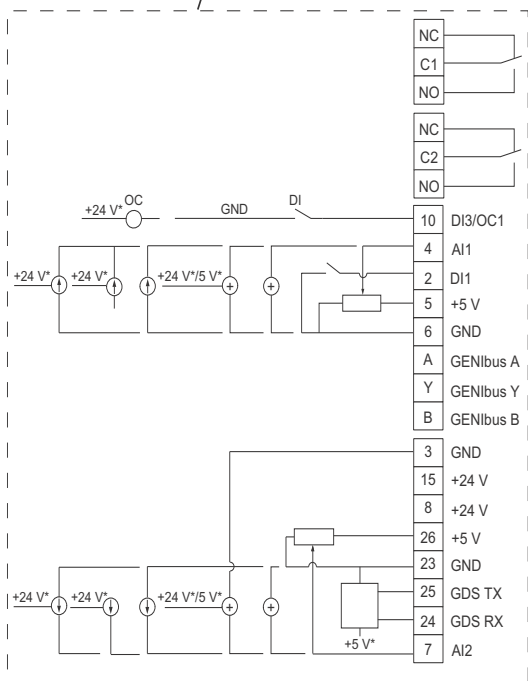 NC
C1
NO
NC
C2
NO
+24 V* OC GND DI 10 DI3/OC1
4 AI1
+24 V* +24 V* +24 V*/5 V* + + 2 DI1
5 +5 V
6 GND
A GENIbus A
Y GENIbus Y
B GENIbus B
3 GND
15 +24 V
8 +24 V
26 +5 V
23 GND
+24 V* +24 V* +24 V*/5 V* + + 25 GDS TX
24 GDS RX
+5 V* 7 AI2